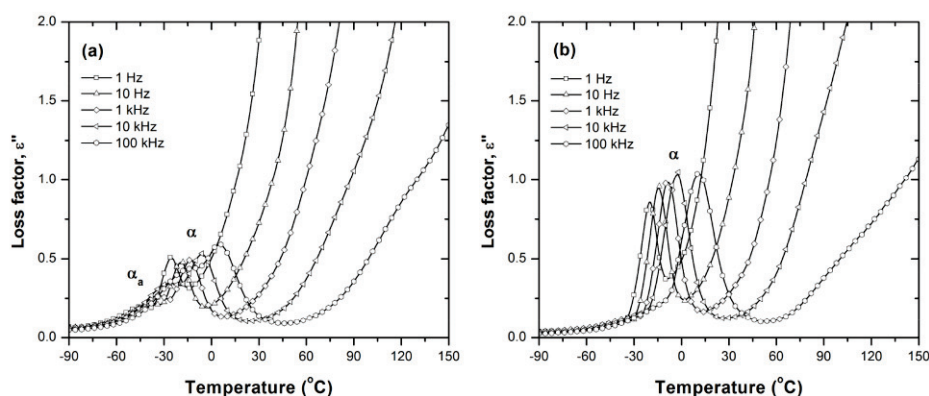 (a)
1 Hz
10 Hz
1 kHz
10 kHz
100 kHz
α
αa
Loss factor, ε''
2.0
1.5
1.0
0.5
0.0
-90 -60 -30 0 30 60 90 120 150
Temperature (°C)
(b)
1 Hz
10 Hz
1 kHz
10 kHz
100 kHz
α
Loss factor, ε''
2.0
1.5
1.0
0.5
0.0
-90 -60 -30 0 30 60 90 120 150
Temperature (°C)